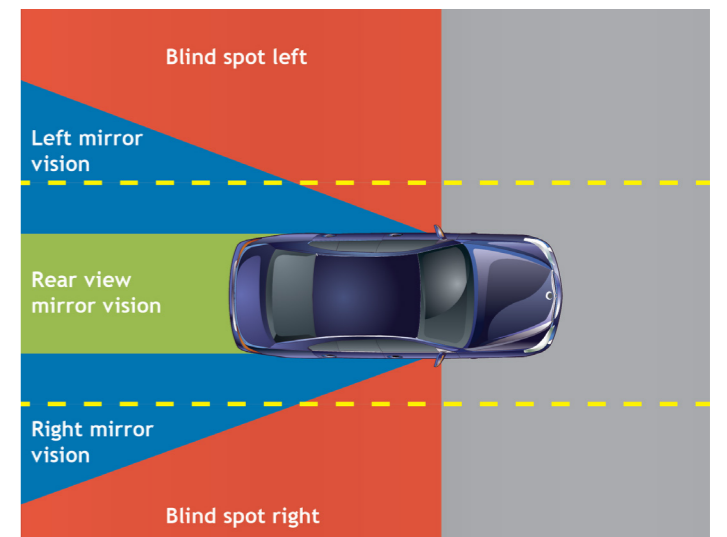 Blind spot left
Left mirror
vision
Rear view
mirror vision
Right mirror
vision
Blind spot right